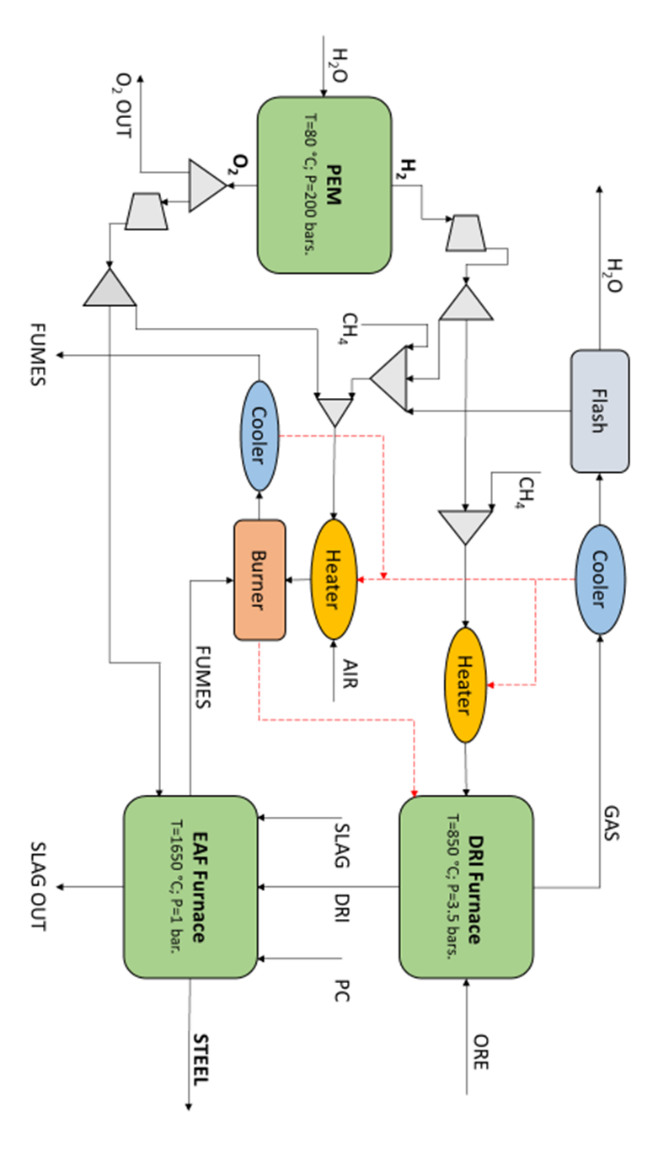 H₂O
GAS
ORE
Flash
Cooler
CH₄
Heater
DRI Furnace
T=850 °C; P=3.5 bars.
H₂
H₂O
PEM
T=80 °C; P=200 bars.
O₂
O₂ OUT
CH₄
Heater
AIR
SLAG
DRI
PC
Cooler
Burner
FUMES
FUMES
EAF Furnace
T=1650 °C; P=1 bar.
STEEL
SLAG OUT